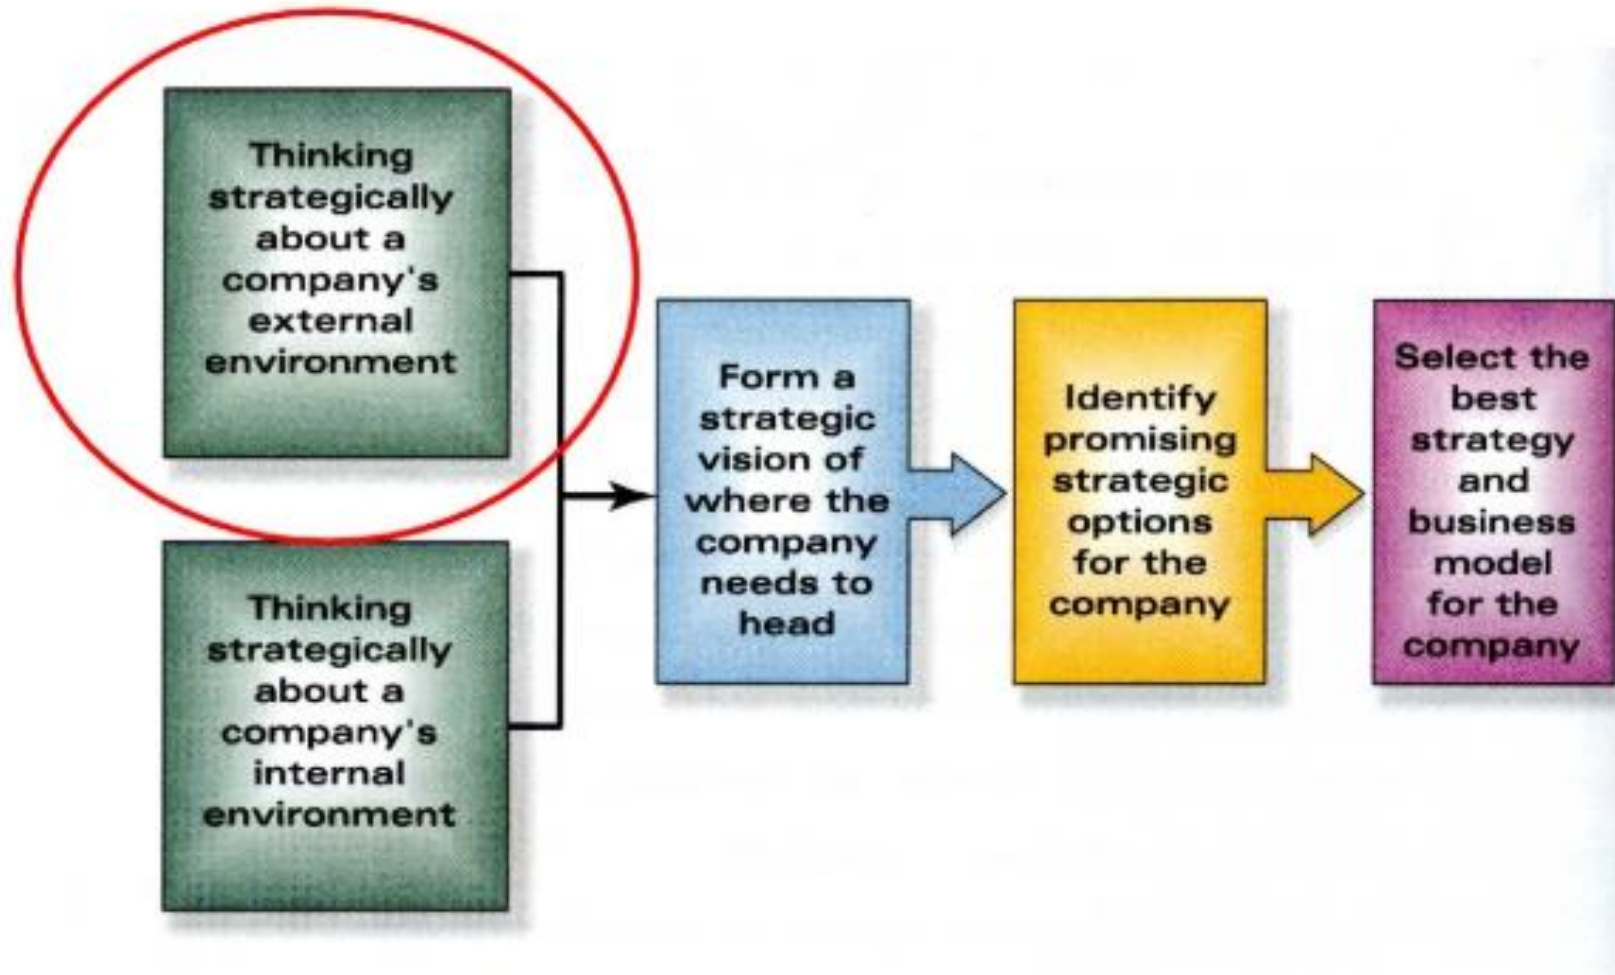 Thinking
strategically
about a
company's
external
environment
Thinking
strategically
about a
company's
internal
environment
Form a
strategic
vision of
where the
company
needs to
head
Identify
promising
strategic
options
for the
company
Select the
best
strategy
and
business
model
for the
company